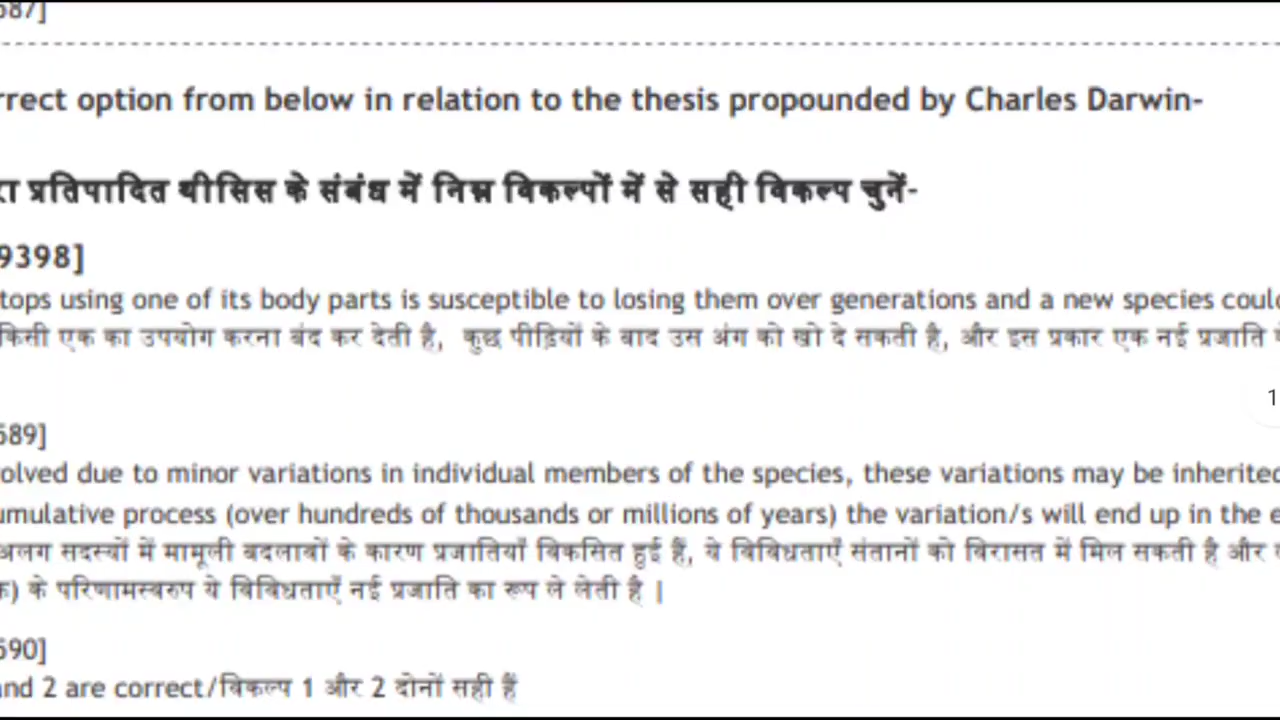 687]
rrect option from below in relation to the thesis propounded by Charles Darwin-
रा प्रतिपादित थीसिस के संबंध में निम्न विकल्पों में से सही विकल्प चुनें-
9398]
tops using one of its body parts is susceptible to losing them over generations and a new species coul
किसी एक का उपयोग करना बंद कर देती है, कुछ पीढ़ियों के बाद उस अंग को खो दे सकती है, और इस प्रकार एक नई प्रजाति
1
689]
olved due to minor variations in individual members of the species, these variations may be inherited
umulative process (over hundreds of thousands or millions of years) the variation/s will end up in the e
अलग सदस्यों में मामूली बदलावों के कारण प्रजातियाँ विकसित हुई हैं, ये विविधताएँ संतानों को विरासत में मिल सकती है और
क) के परिणामस्वरुप ये विविधताएँ नई प्रजाति का रूप ले लेती है |
690]
and 2 are correct/विकल्प 1 और 2 दोनों सही हैं